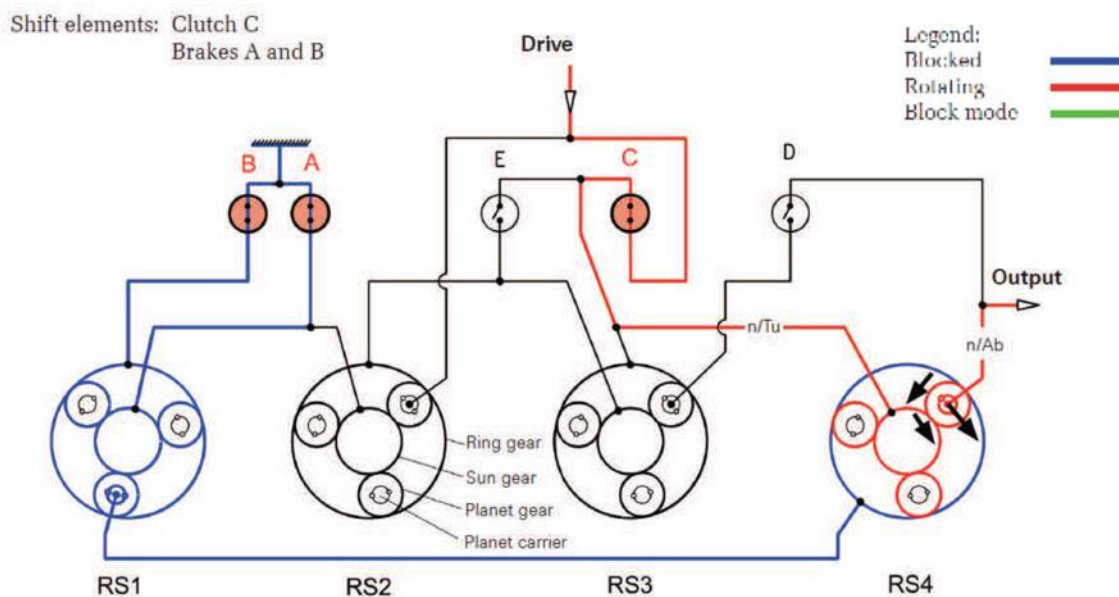 Shift elements: Clutch C
Brakes A and B
Drive
Legend:
Blocked
Rotating
Block mode
B
A
E
C
D
Output
n/Tu
n/Ab
Ring gear
Sun gear
Planet gear
Planet carrier
RS1
RS2
RS3
RS4